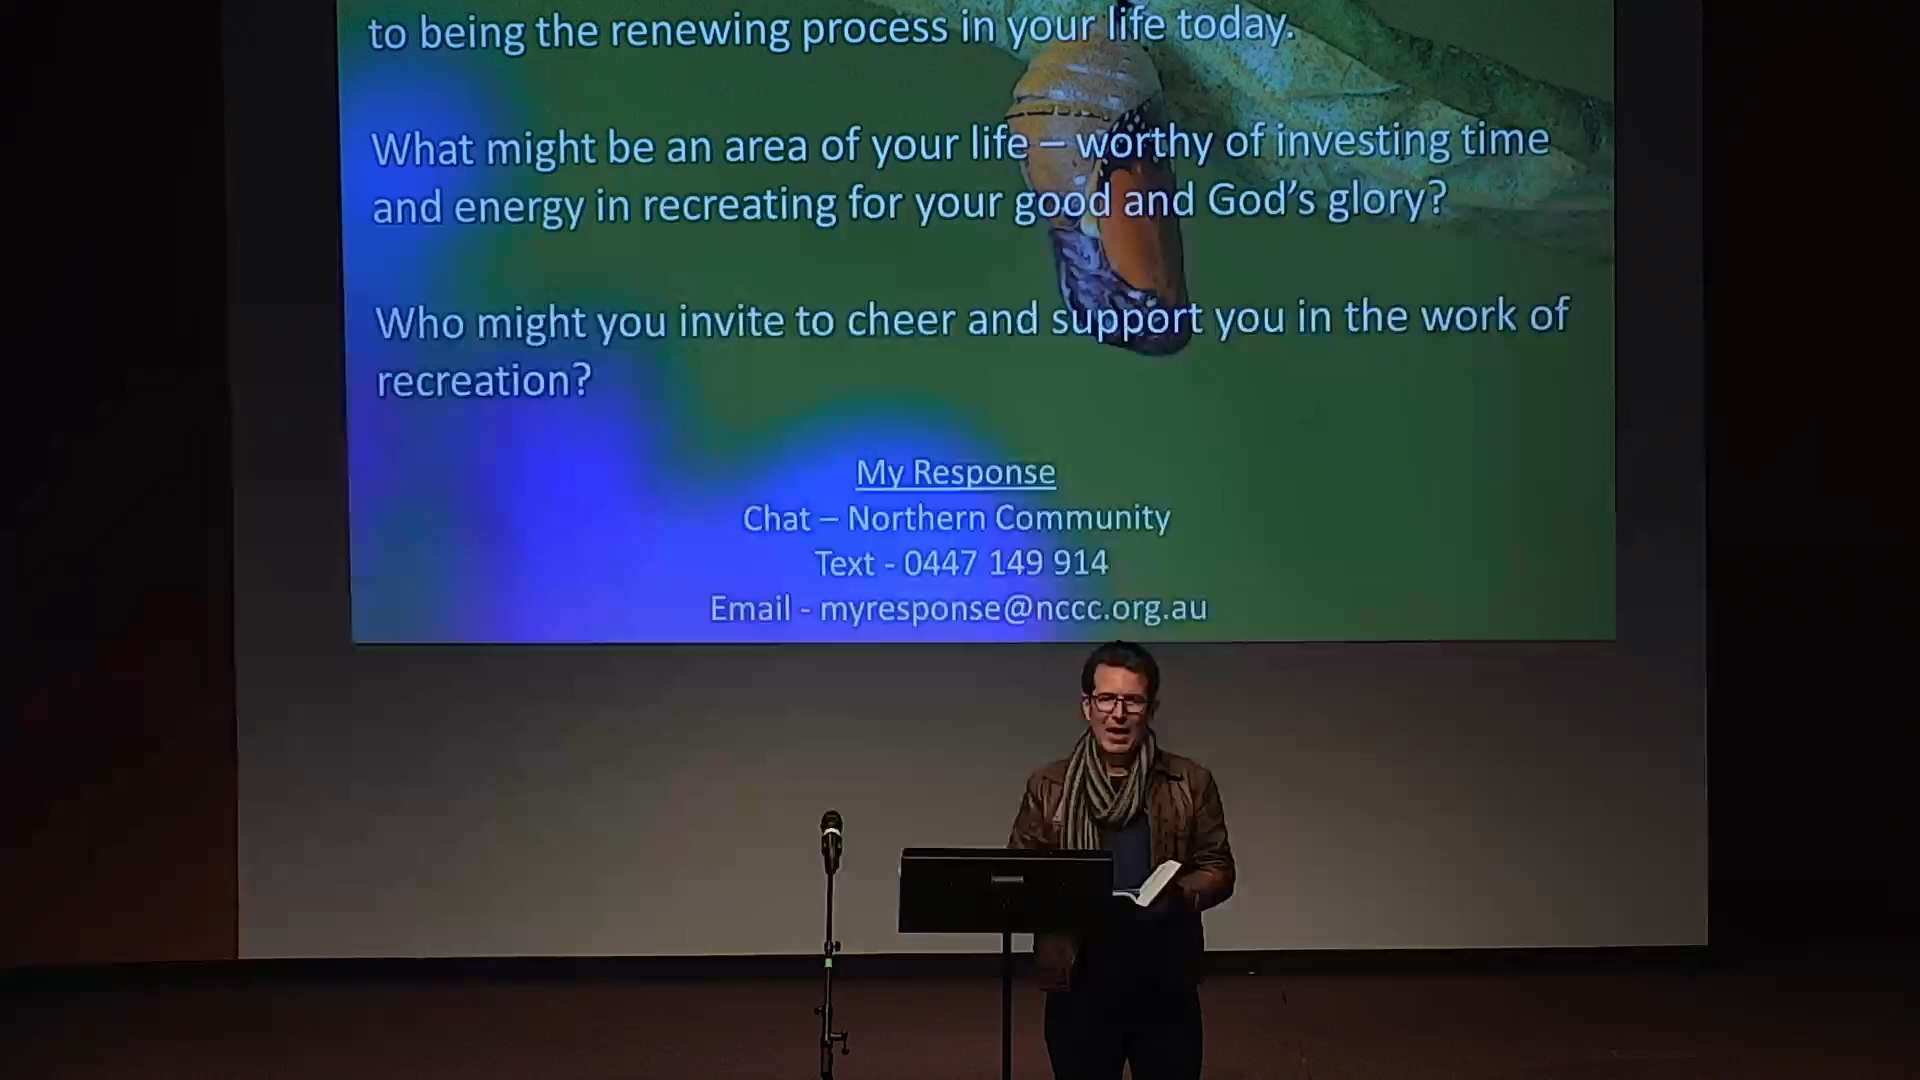 to being the renewing process in your life today.
What might be an area of your life – worthy of investing time
and energy in recreating for your good and God's glory?
Who might you invite to cheer and support you in the work of
recreation?
My Response
Chat – Northern Community
Text - 0447 149 914
Email - myresponse@nccc.org.au